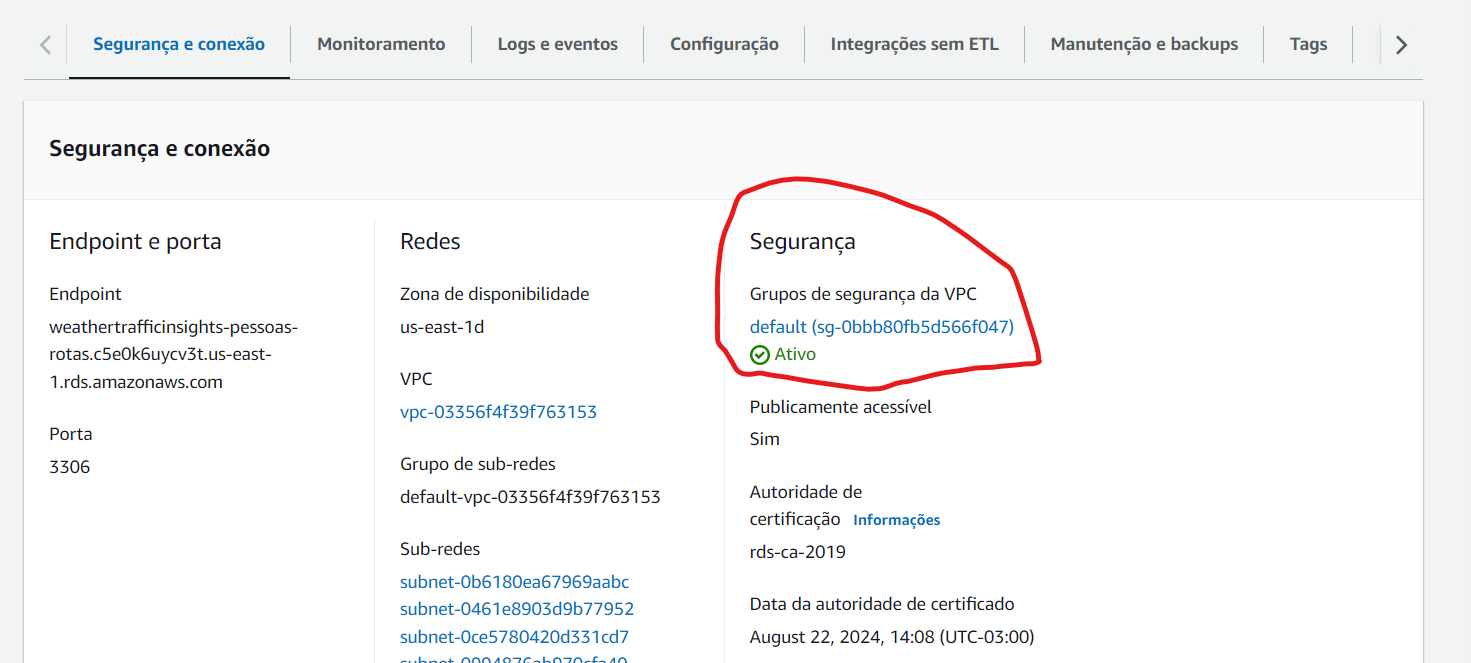 Segurança e conexão
Monitoramento
Logs e eventos
Configuração
Integrações sem ETL
Manutenção e backups
Tags
Segurança e conexão
Endpoint e porta
Endpoint
weathertrafficinsights-pessoas-
rotas.c5e0k6uycv3t.us-east-
1.rds.amazonaws.com
Porta
3306
Redes
Zona de disponibilidade
us-east-1d
VPC
vpc-03356f4f39f763153
Grupo de sub-redes
default-vpc-03356f4f39f763153
Sub-redes
subnet-0b6180ea67969aabc
subnet-0461e8903d9b77952
subnet-0ce5780420d331cd7
Segurança
Grupos de segurança da VPC
default (sg-0bbb80fb5d566f047)
Ativo
Publicamente acessível
Sim
Autoridade de
certificação Informações
rds-ca-2019
Data da autoridade de certificado
August 22, 2024, 14:08 (UTC-03:00)